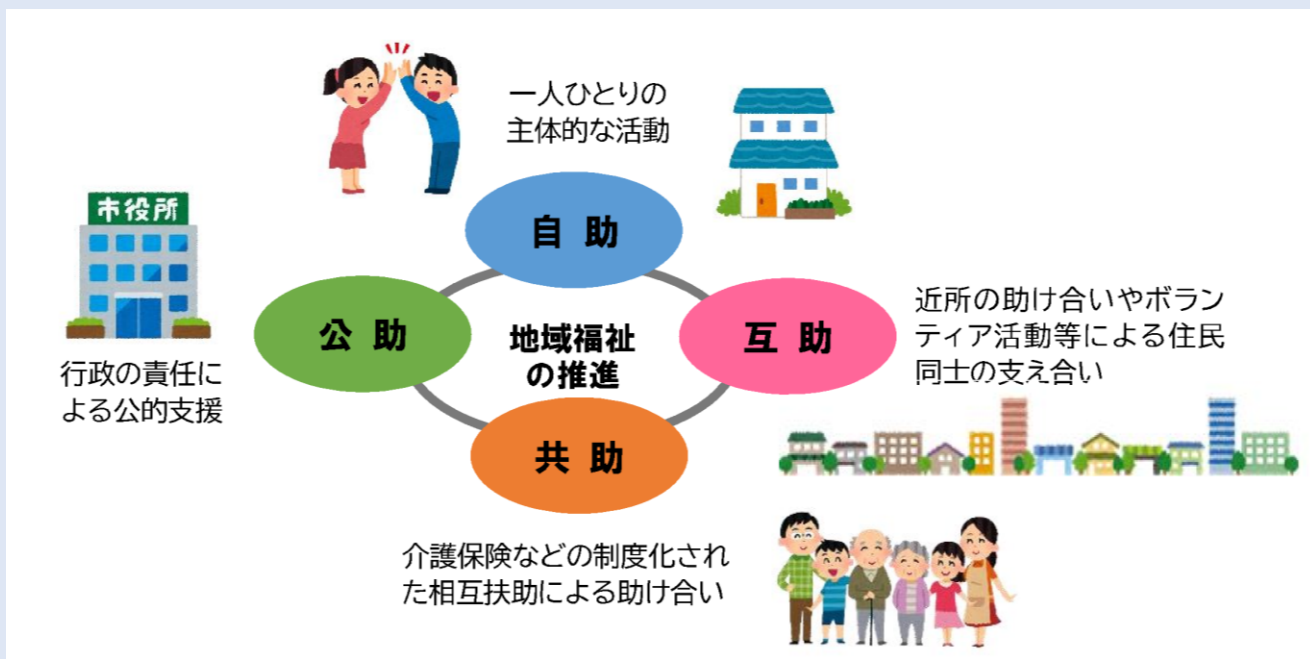 一人ひとりの
主体的な活動
市役所
自助
公助
地域福祉
の推進
互助
近所の助け合いやボラン
ティア活動等による住民
同士の支え合い
行政の責任に
よる公的支援
共助
介護保険などの制度化され
た相互扶助による助け合い